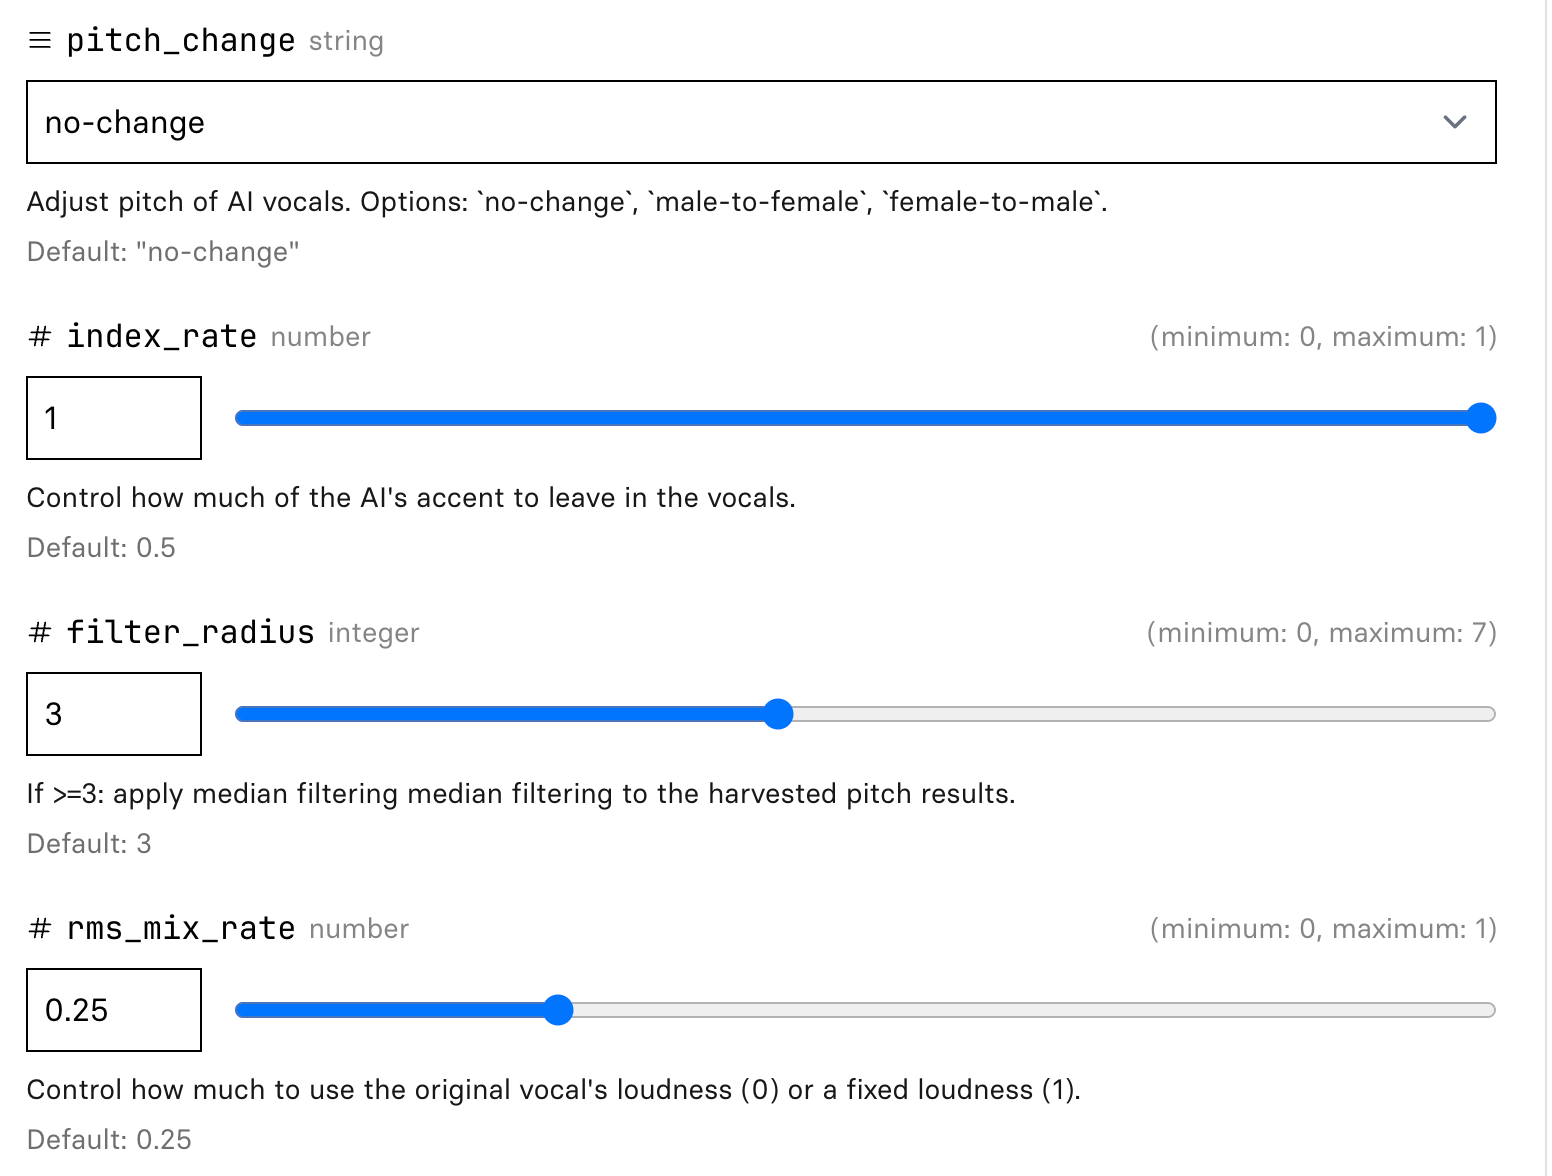 pitch_change string
no-change
Adjust pitch of AI vocals. Options: `no-change`, `male-to-female`, `female-to-male`.
Default: "no-change"
# index_rate number (minimum: 0, maximum: 1)
1
Control how much of the AI's accent to leave in the vocals.
Default: 0.5
# filter_radius integer (minimum: 0, maximum: 7)
3
If >=3: apply median filtering median filtering to the harvested pitch results.
Default: 3
# rms_mix_rate number (minimum: 0, maximum: 1)
0.25
Control how much to use the original vocal's loudness (0) or a fixed loudness (1).
Default: 0.25